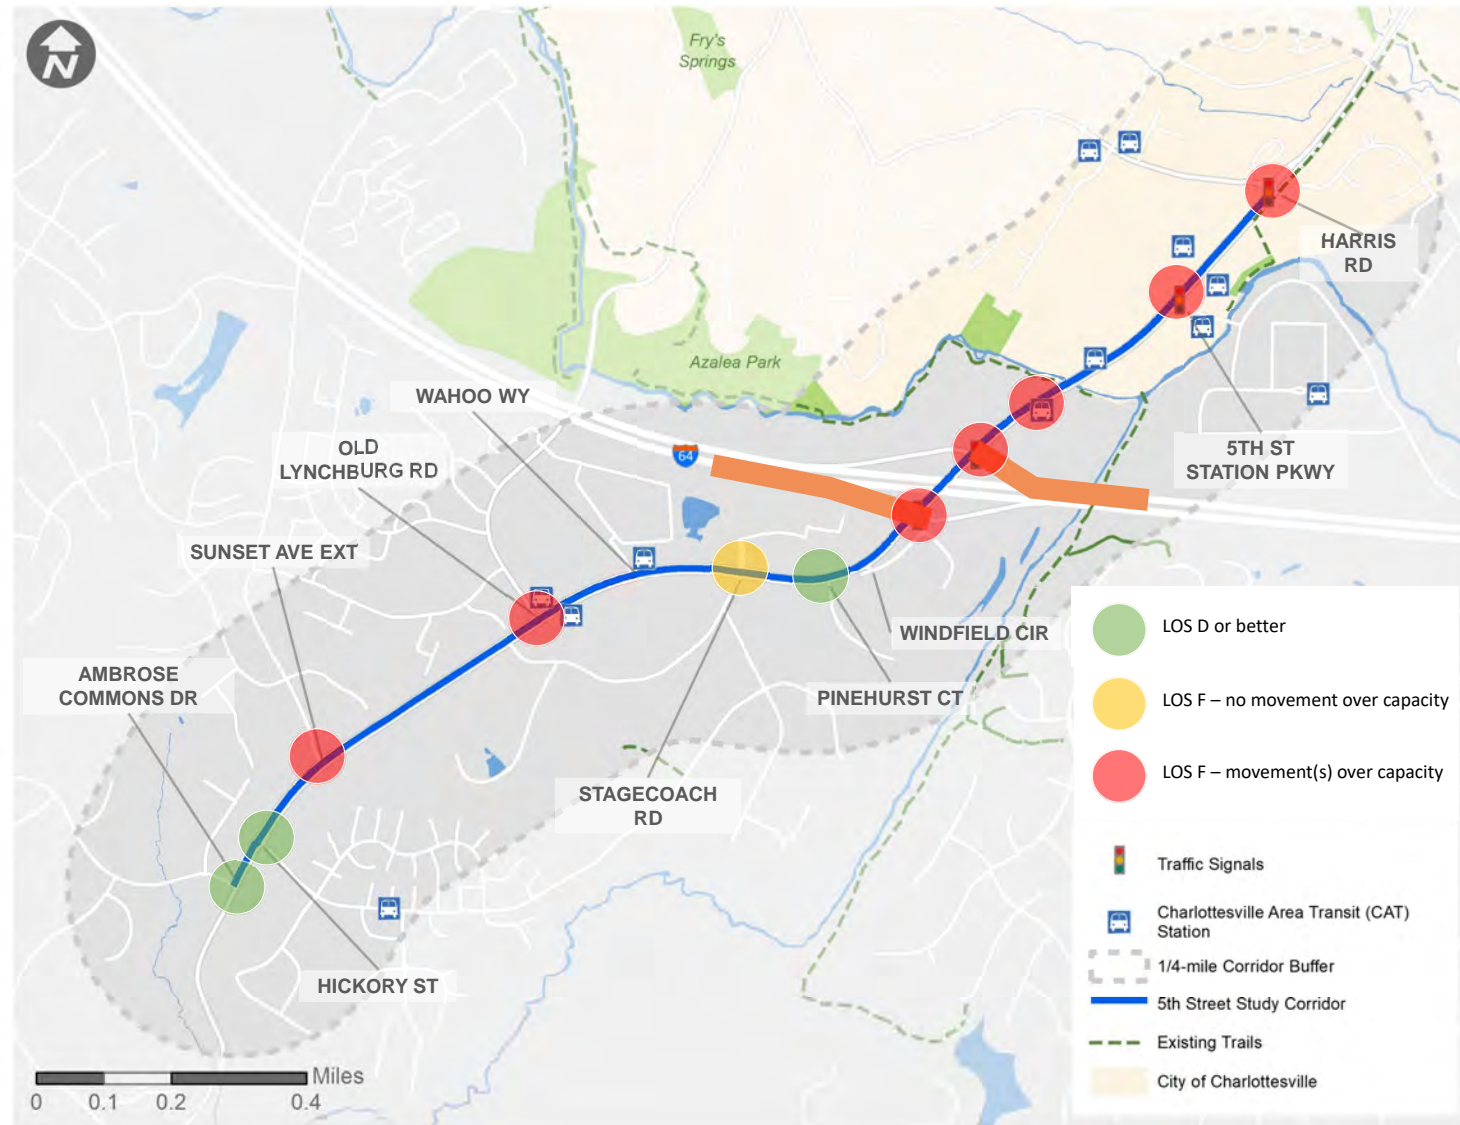 N
Fry's
Springs
HARRIS
RD
Azalea Park
WAHOO WY
OLD
LYNCHBURG RD
64
5TH ST
STATION PKWY
SUNSET AVE EXT
WINDFIELD CIR
AMBROSE
COMMONS DR
PINEHURST CT
STAGECOACH
RD
HICKORY ST
LOS D or better
LOS F – no movement over capacity
LOS F – movement(s) over capacity
Traffic Signals
Charlottesville Area Transit (CAT)
Station
1/4-mile Corridor Buffer
5th Street Study Corridor
Existing Trails
City of Charlottesville
Miles
0 0.1 0.2 0.4